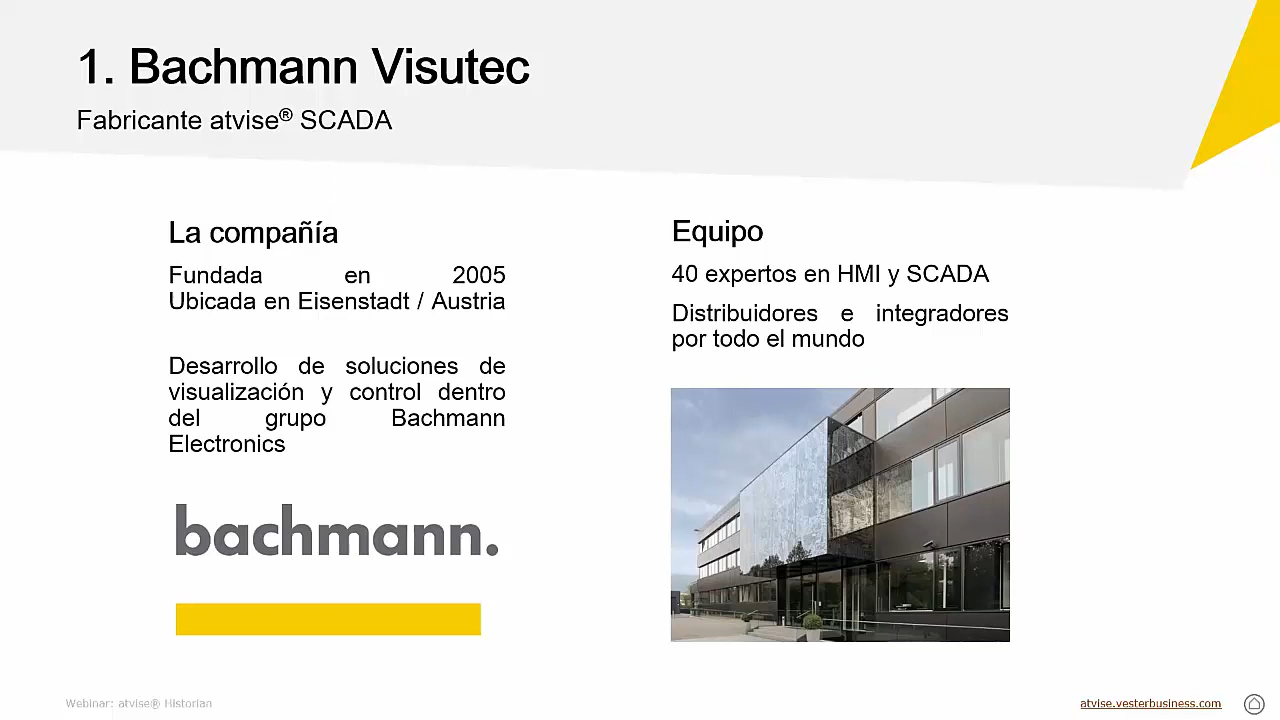 1. Bachmann Visutec
Fabricante atvise® SCADA
La compañía
Fundada en 2005
Ubicada en Eisenstadt / Austria
Desarrollo de soluciones de
visualización y control dentro
del grupo Bachmann
Electronics
bachmann.
Equipo
40 expertos en HMI y SCADA
Distribuidores e integradores
por todo el mundo
Webinar: atvise® Historian
atvise.vesterbusiness.com